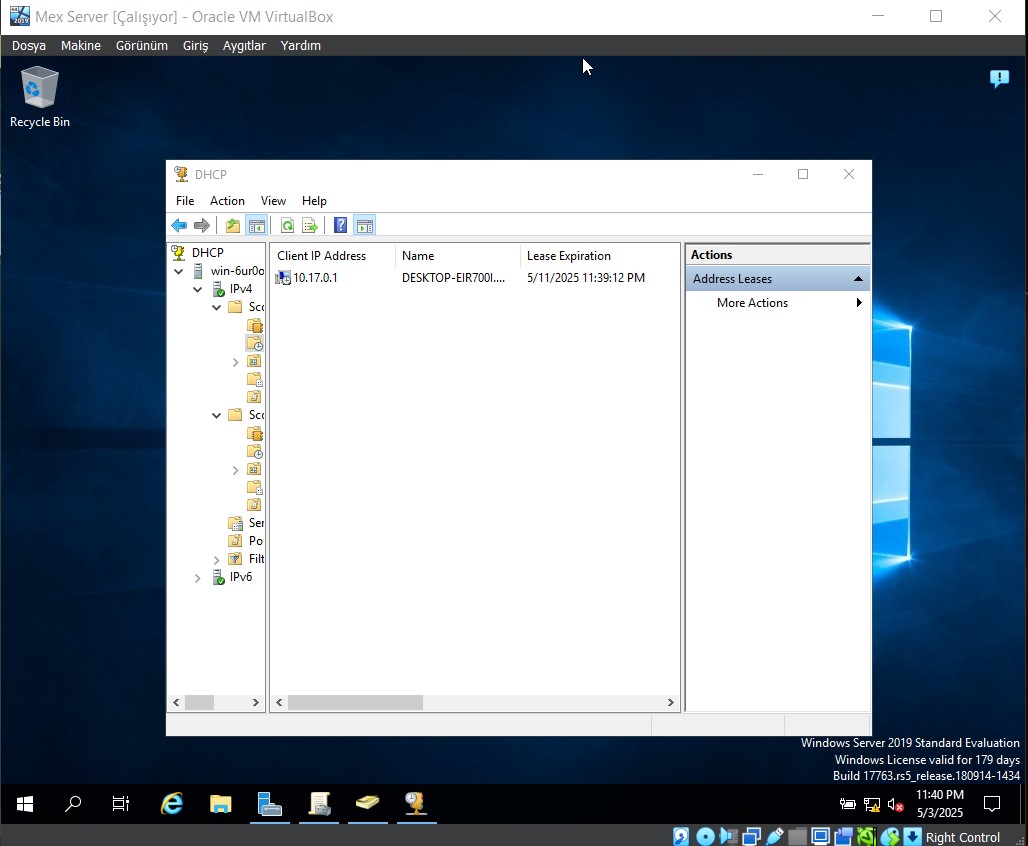 Mex Server [Çalışıyor] - Oracle VM VirtualBox
Dosya Makine Görünüm Giriş Aygıtlar Yardım
Recycle Bin
DHCP
File Action View Help
DHCP
win-6ur0o
IPv4
Sco
Sco
Ser
Po
Filt
IPv6
Client IP Address Name Lease Expiration
10.17.0.1 DESKTOP-EIR700I.... 5/11/2025 11:39:12 PM
Actions
Address Leases
More Actions
Windows Server 2019 Standard Evaluation
Windows License valid for 179 days
Build 17763.rs5_release.180914-1434
11:40 PM
5/3/2025
Right Control